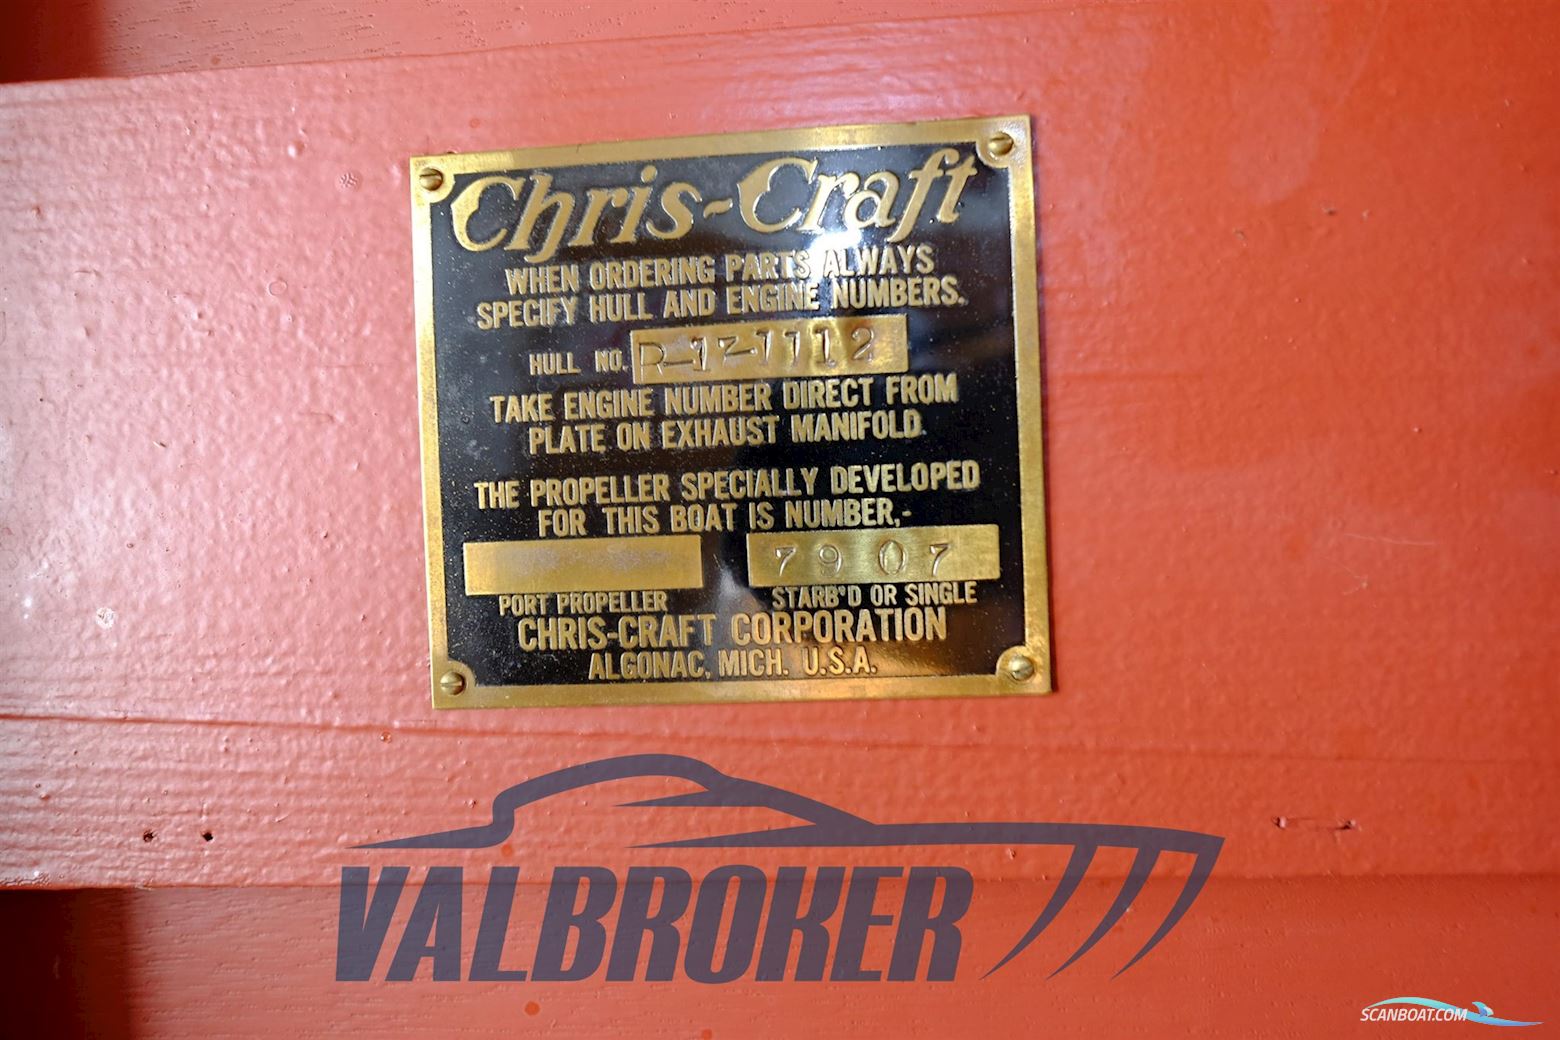 Chris-Craft
WHEN ORDERING PARTS ALWAYS
SPECIFY HULL AND ENGINE NUMBERS.
HULL NO. R-17-1112
TAKE ENGINE NUMBER DIRECT FROM
PLATE ON EXHAUST MANIFOLD.
THE PROPELLER SPECIALLY DEVELOPED
FOR THIS BOAT IS NUMBER,-
7907
PORT PROPELLER STARB'D OR SINGLE
CHRIS-CRAFT CORPORATION
ALGONAC, MICH. U.S.A.
VALBROKER
SCANBOAT.COM